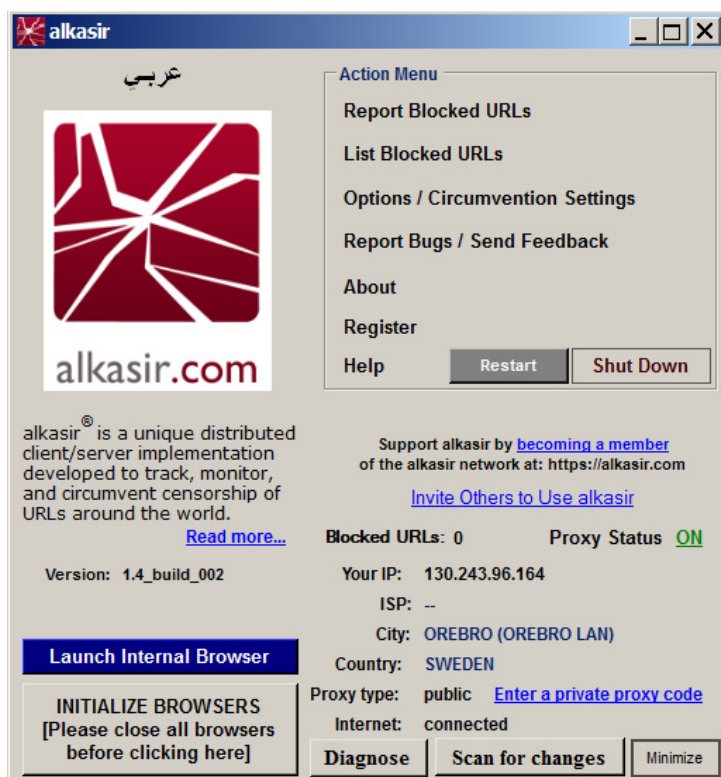 alkasir
عربي
alkasir.com
alkasir® is a unique distributed
client/server implementation
developed to track, monitor,
and circumvent censorship of
URLs around the world.
Read more...
Version: 1.4_build_002
Launch Internal Browser
INITIALIZE BROWSERS
[Please close all browsers
before clicking here]
Action Menu
Report Blocked URLs
List Blocked URLs
Options / Circumvention Settings
Report Bugs / Send Feedback
About
Register
Help Restart Shut Down
Support alkasir by becoming a member
of the alkasir network at: https://alkasir.com
Invite Others to Use alkasir
Blocked URLs: 0 Proxy Status ON
Your IP: 130.243.96.164
ISP: --
City: OREBRO (OREBRO LAN)
Country: SWEDEN
Proxy type: public Enter a private proxy code
Internet: connected
Diagnose Scan for changes Minimize